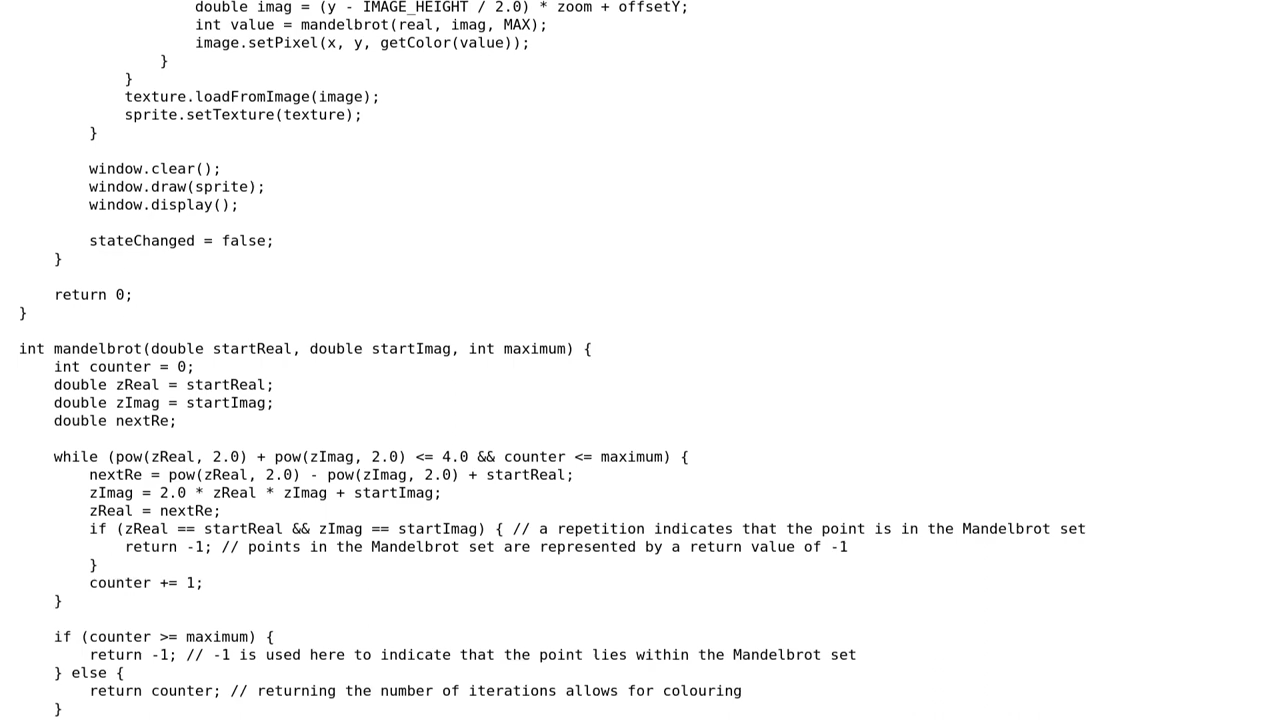 double imag = (y - IMAGE_HEIGHT / 2.0) * zoom + offsetY;
                    int value = mandelbrot(real, imag, MAX);
                    image.setPixel(x, y, getColor(value));
                }
            }
            texture.loadFromImage(image);
            sprite.setTexture(texture);
        }

        window.clear();
        window.draw(sprite);
        window.display();

        stateChanged = false;
    }

    return 0;
}

int mandelbrot(double startReal, double startImag, int maximum) {
    int counter = 0;
    double zReal = startReal;
    double zImag = startImag;
    double nextRe;

    while (pow(zReal, 2.0) + pow(zImag, 2.0) <= 4.0 && counter <= maximum) {
        nextRe = pow(zReal, 2.0) - pow(zImag, 2.0) + startReal;
        zImag = 2.0 * zReal * zImag + startImag;
        zReal = nextRe;
        if (zReal == startReal && zImag == startImag) { // a repetition indicates that the point is in the Mandelbrot set
            return -1; // points in the Mandelbrot set are represented by a return value of -1
        }
        counter += 1;
    }

    if (counter >= maximum) {
        return -1; // -1 is used here to indicate that the point lies within the Mandelbrot set
    } else {
        return counter; // returning the number of iterations allows for colouring
    }